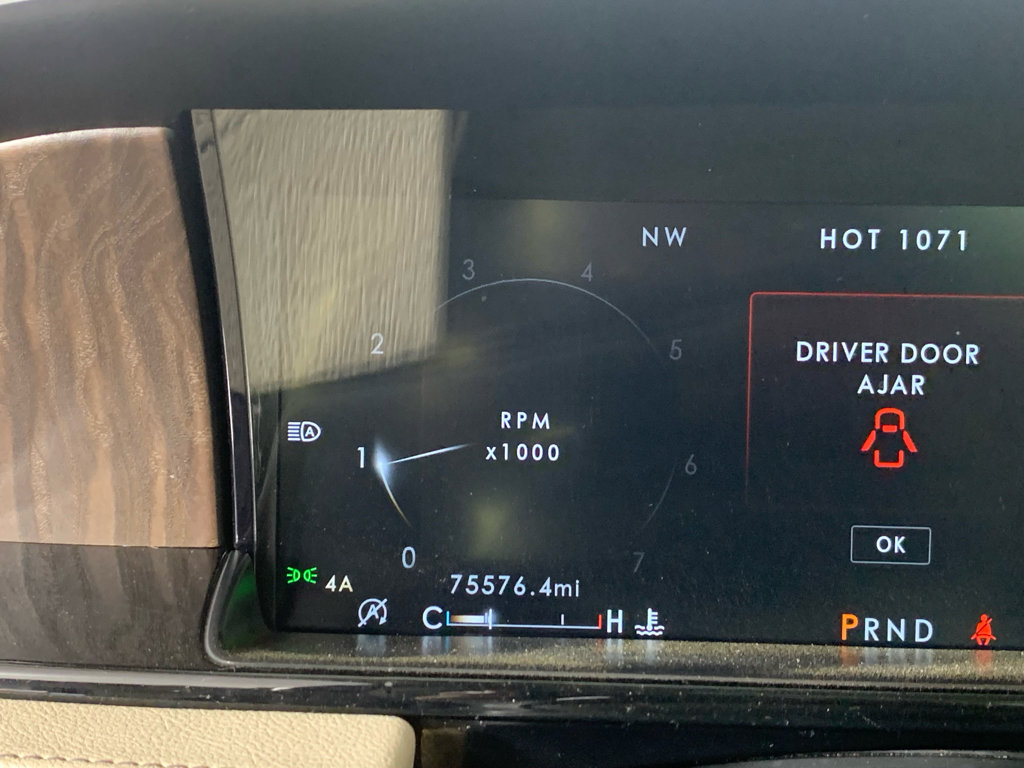 NW
HOT 1071
3
4
2
5
DRIVER DOOR
AJAR
RPM
x1000
A
1
6
0
OK
7
4A
75576.4mi
A
C
H
PRND